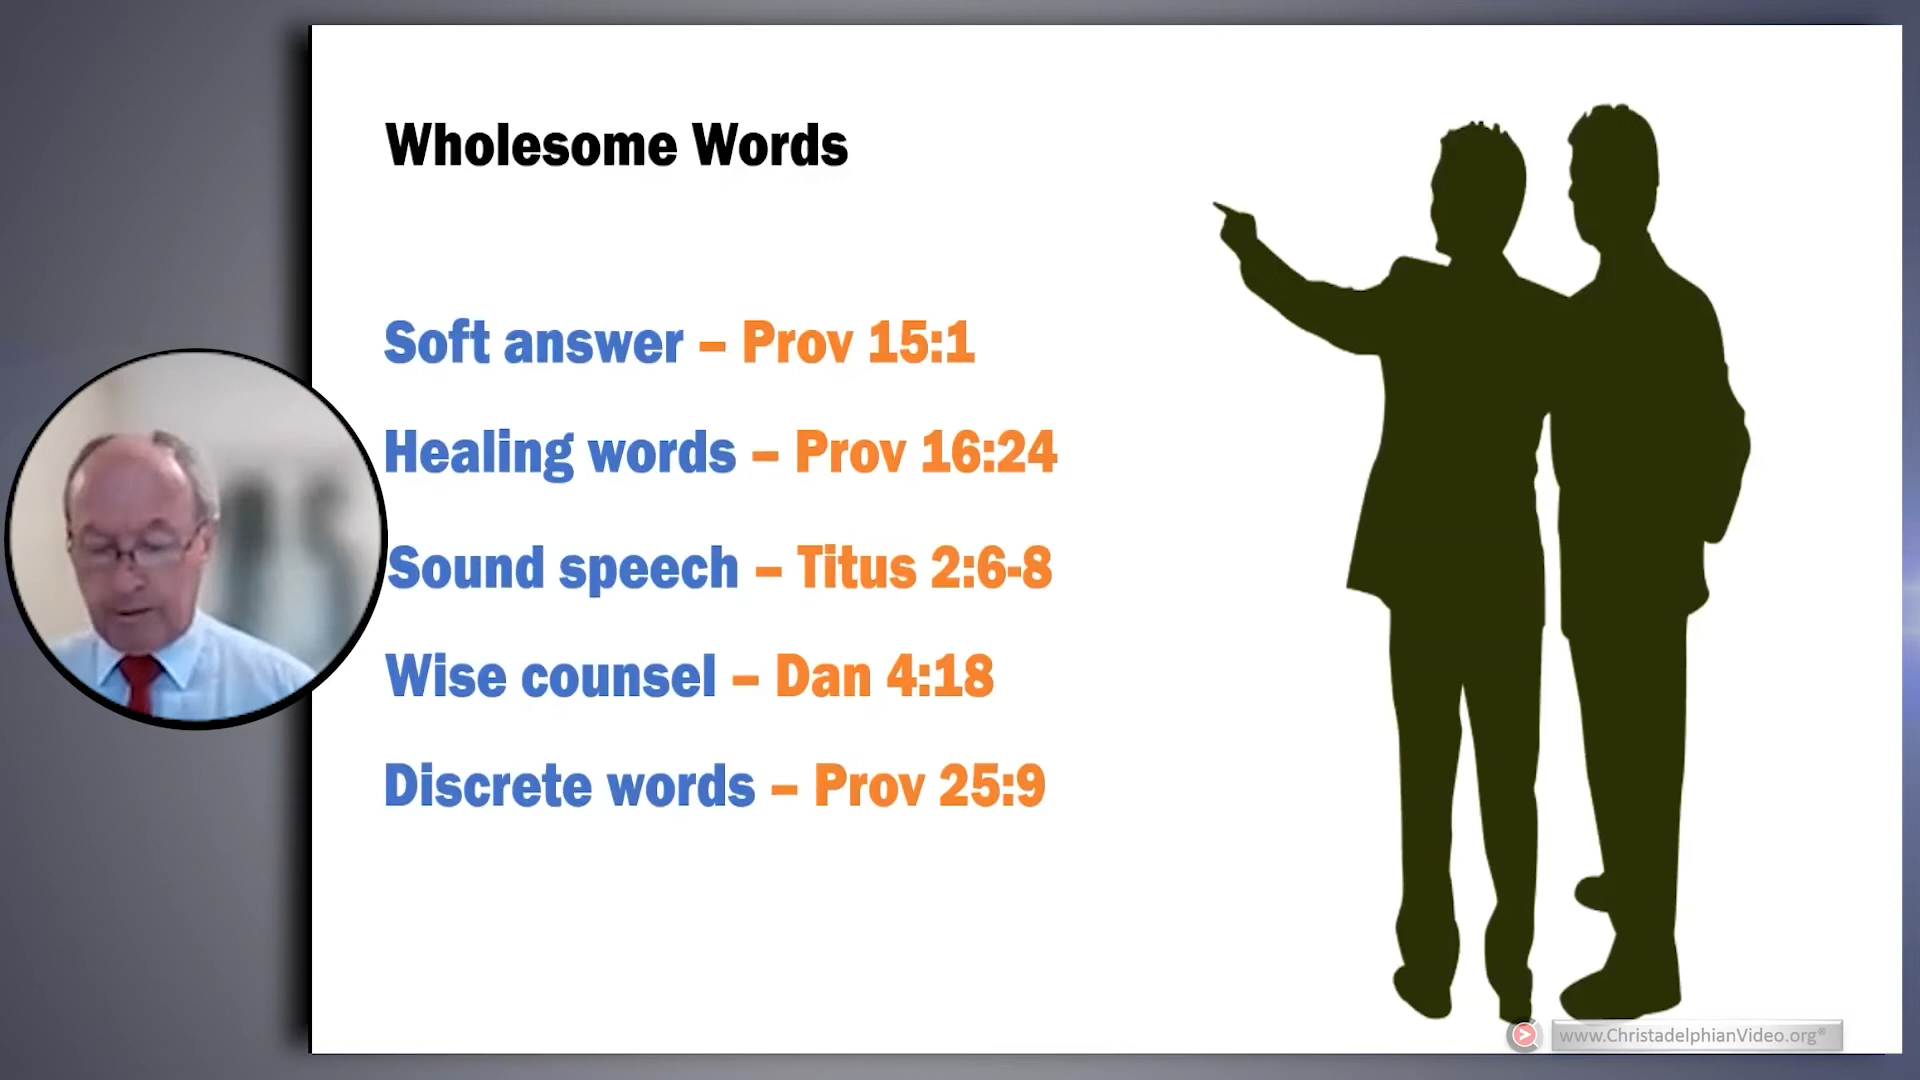 Wholesome Words
Soft answer – Prov 15:1
Healing words – Prov 16:24
Sound speech – Titus 2:6-8
Wise counsel – Dan 4:18
Discrete words – Prov 25:9
www.ChristadelphianVideo.org®